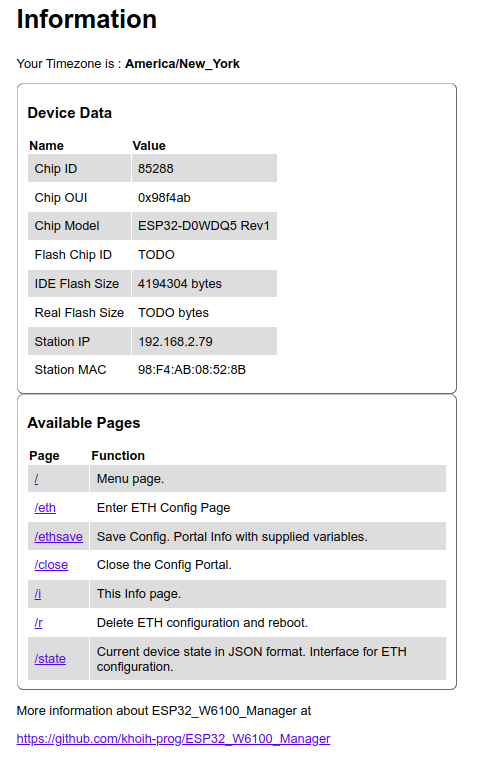 Information
Your Timezone is : America/New_York
Device Data
Name Value
Chip ID 85288
Chip OUI 0x98f4ab
Chip Model ESP32-D0WDQ5 Rev1
Flash Chip ID TODO
IDE Flash Size 4194304 bytes
Real Flash Size TODO bytes
Station IP 192.168.2.79
Station MAC 98:F4:AB:08:52:8B
Available Pages
Page Function
/ Menu page.
/eth Enter ETH Config Page
/ethsave Save Config. Portal Info with supplied variables.
/close Close the Config Portal.
/i This Info page.
/r Delete ETH configuration and reboot.
/state Current device state in JSON format. Interface for ETH
configuration.
More information about ESP32_W6100_Manager at
https://github.com/khoih-prog/ESP32_W6100_Manager